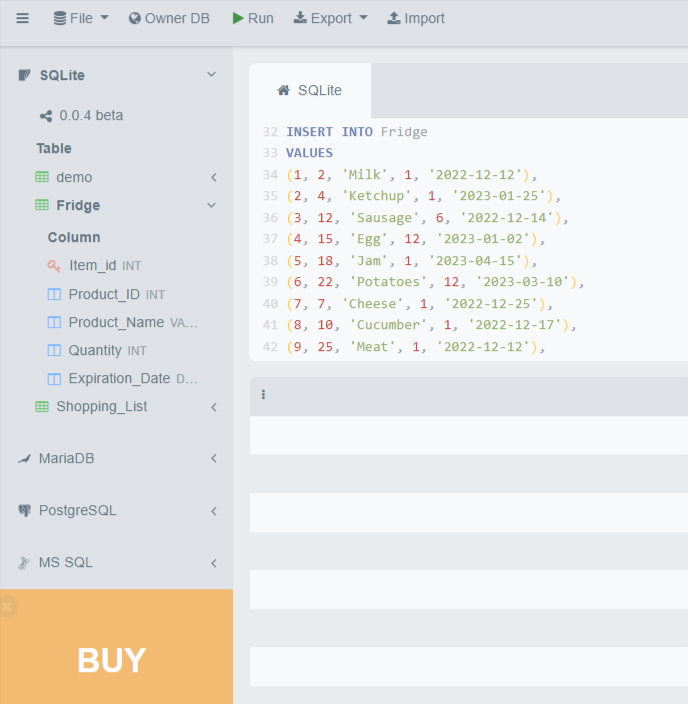 File Owner DB Run Export Import
SQLite
0.0.4 beta
Table
demo
Fridge
Column
Item_id INT
Product_ID INT
Product_Name VA...
Quantity INT
Expiration_Date D...
Shopping_List
MariaDB
PostgreSQL
MS SQL
BUY
SQLite
32 INSERT INTO Fridge
33 VALUES
34 (1, 2, 'Milk', 1, '2022-12-12'),
35 (2, 4, 'Ketchup', 1, '2023-01-25'),
36 (3, 12, 'Sausage', 6, '2022-12-14'),
37 (4, 15, 'Egg', 12, '2023-01-02'),
38 (5, 18, 'Jam', 1, '2023-04-15'),
39 (6, 22, 'Potatoes', 12, '2023-03-10'),
40 (7, 7, 'Cheese', 1, '2022-12-25'),
41 (8, 10, 'Cucumber', 1, '2022-12-17'),
42 (9, 25, 'Meat', 1, '2022-12-12'),